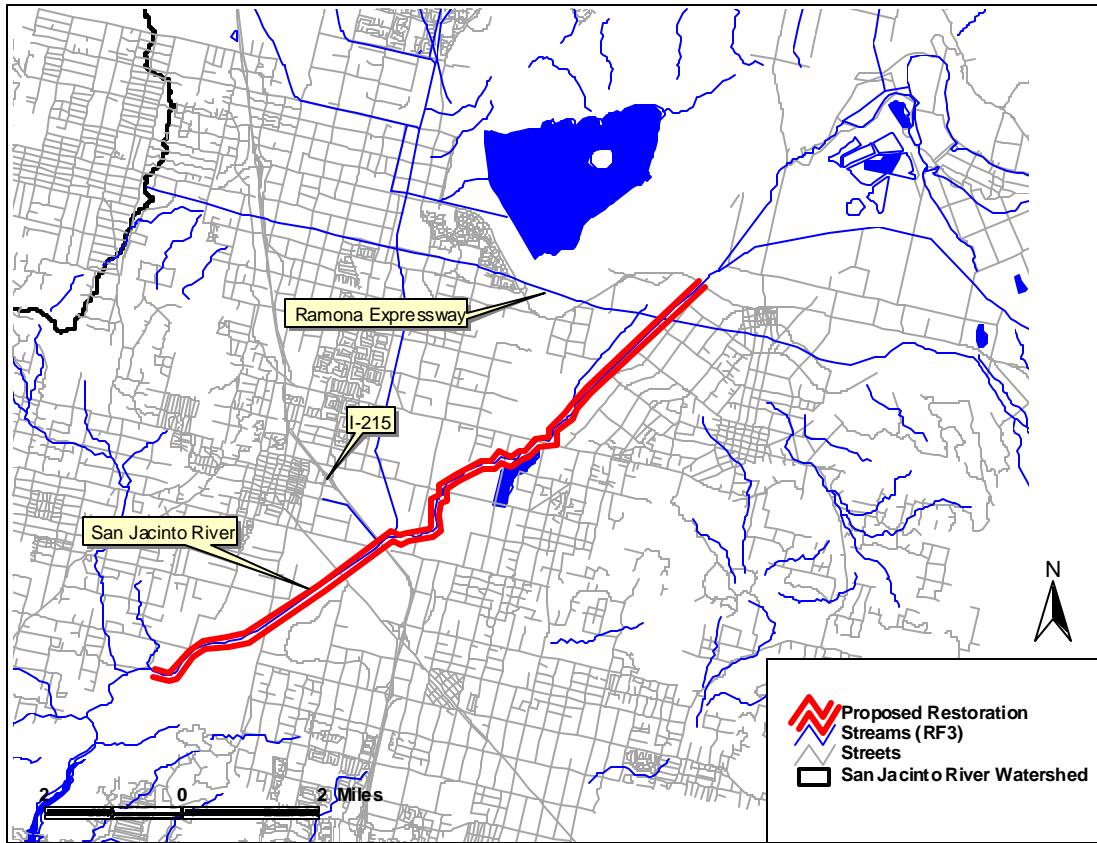 Ramona Expressway
I-215
San Jacinto River
N
Proposed Restoration
Streams (RF3)
Streets
San Jacinto River Watershed
2 0 2 Miles